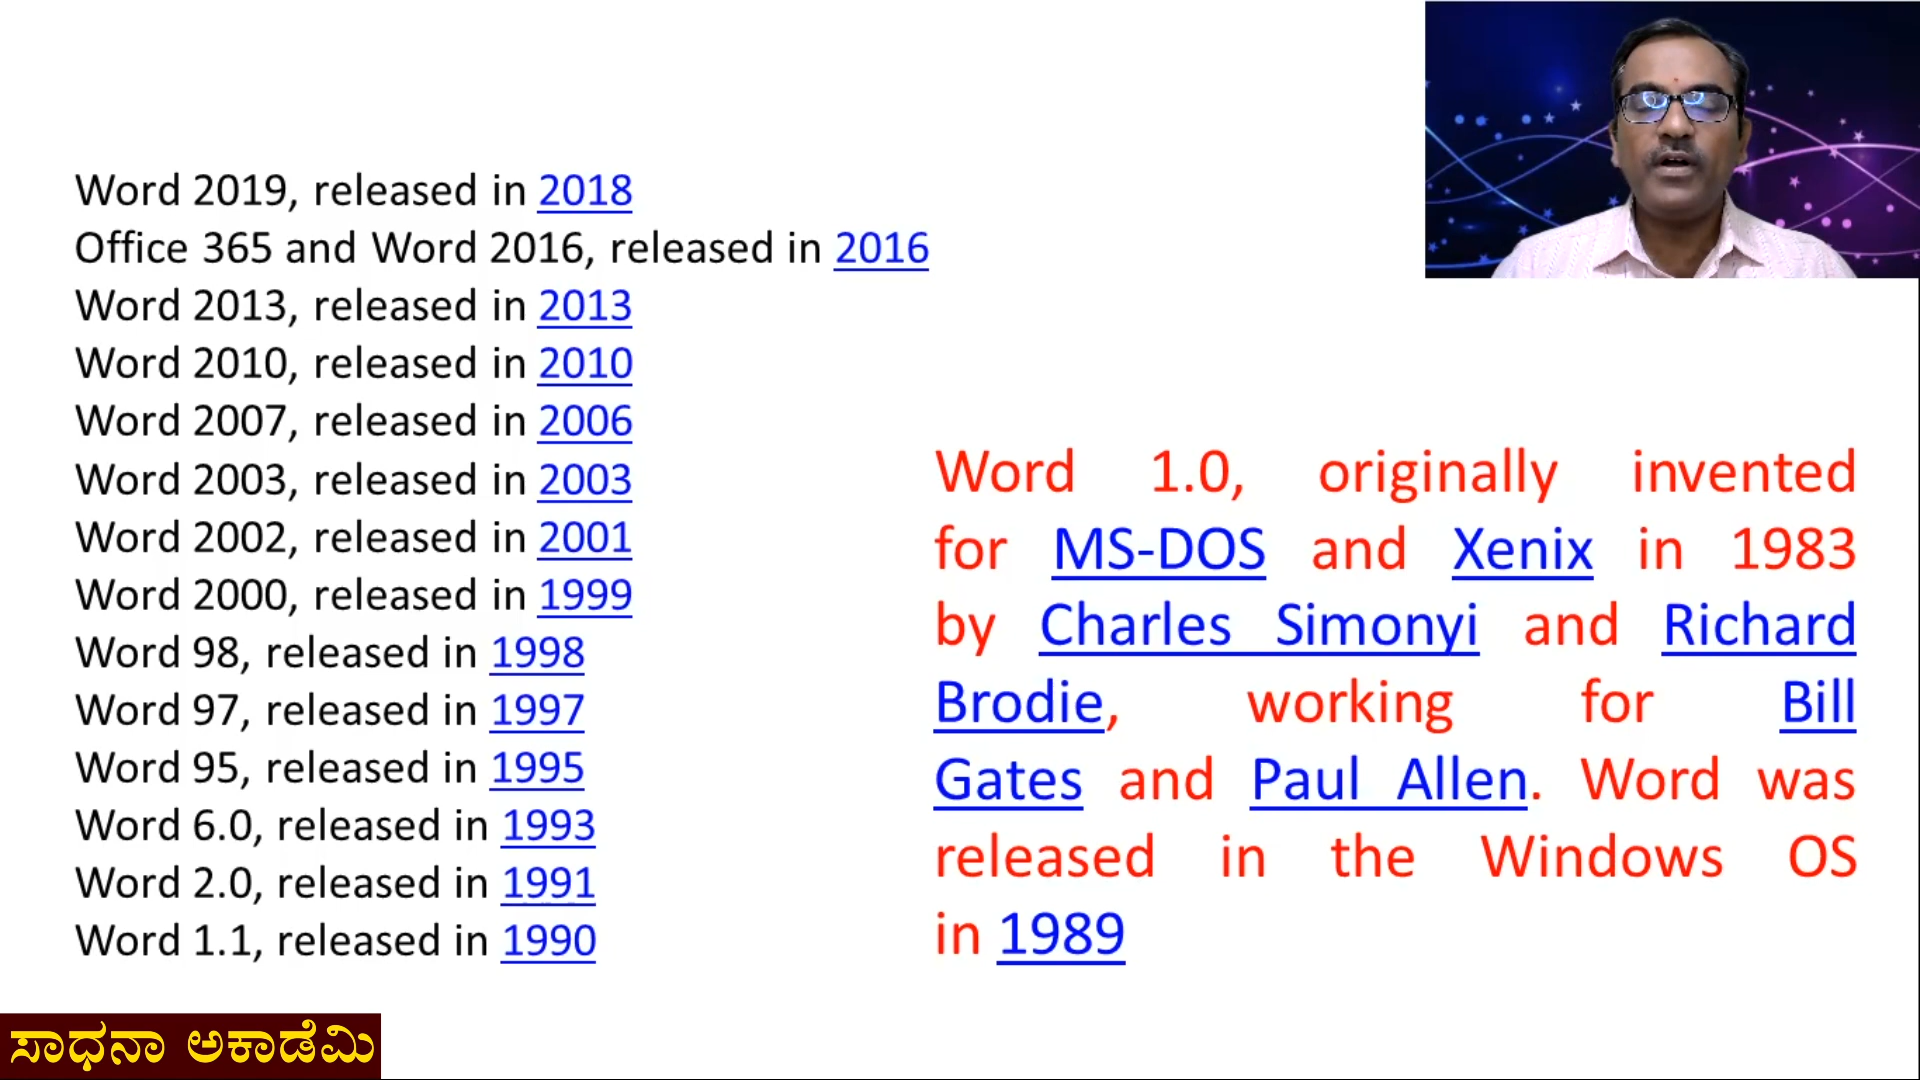 Word 2019, released in 2018
Office 365 and Word 2016, released in 2016
Word 2013, released in 2013
Word 2010, released in 2010
Word 2007, released in 2006
Word 2003, released in 2003
Word 2002, released in 2001
Word 2000, released in 1999
Word 98, released in 1998
Word 97, released in 1997
Word 95, released in 1995
Word 6.0, released in 1993
Word 2.0, released in 1991
Word 1.1, released in 1990
Word 1.0, originally invented
for MS-DOS and Xenix in 1983
by Charles Simonyi and Richard
Brodie, working for Bill
Gates and Paul Allen. Word was
released in the Windows OS
in 1989
ಸಾಧನಾ ಅಕಾಡೆಮಿ